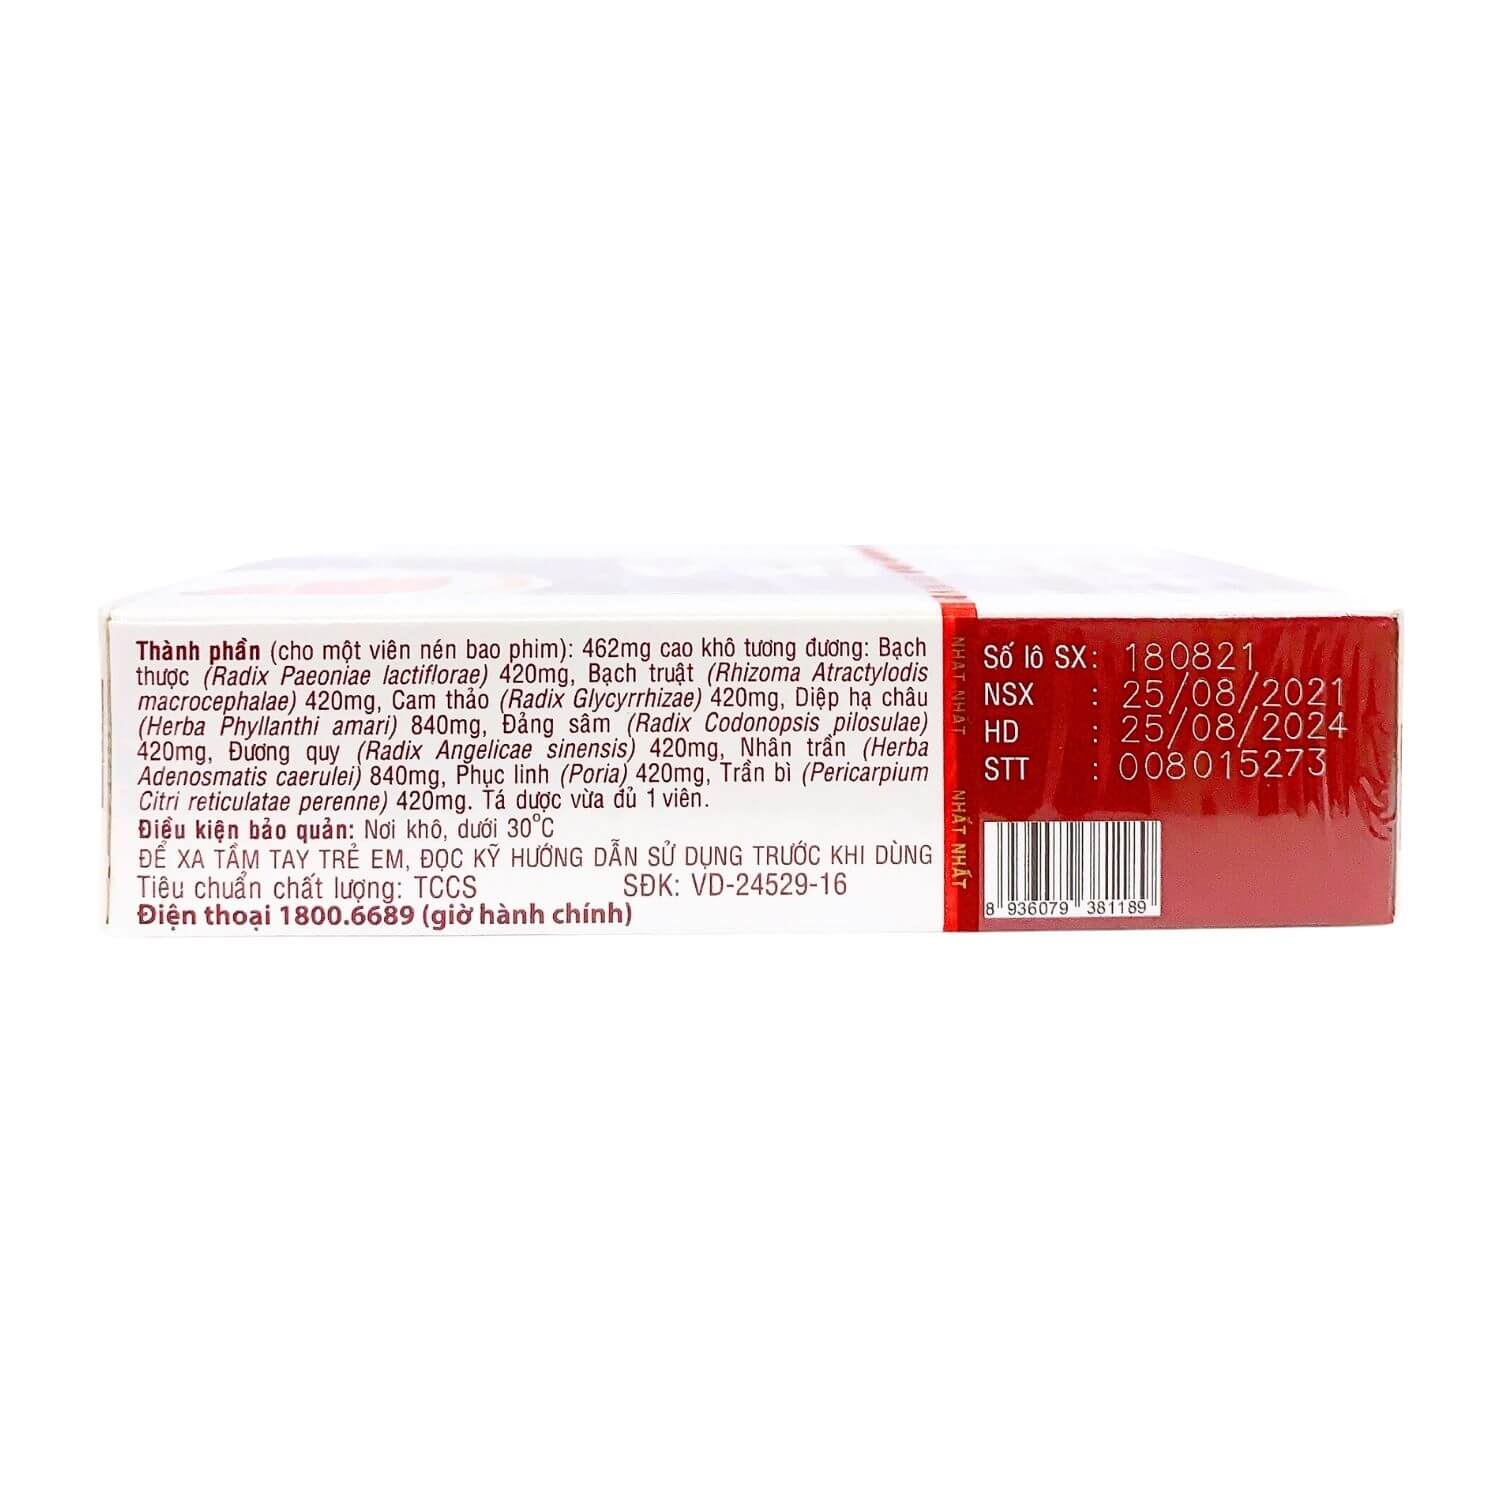 Thành phần (cho một viên nén bao phim): 462mg cao khô tương đương: Bạch
thược (Radix Paeoniae lactiflorae) 420mg, Bạch truật (Rhizoma Atractylodis
macrocephalae) 420mg, Cam thảo (Radix Glycyrrhizae) 420mg, Diệp hạ châu
(Herba Phyllanthi amari) 840mg, Đảng sâm (Radix Codonopsis pilosulae)
420mg, Đương quy (Radix Angelicae sinensis) 420mg, Nhân trần (Herba
Adenosmatis caerulei) 840mg, Phục linh (Poria) 420mg, Trần bì (Pericarpium
Citri reticulatae perenne) 420mg. Tá dược vừa đủ 1 viên.
Điều kiện bảo quản: Nơi khô, dưới 30°C
ĐỂ XA TẦM TAY TRẺ EM, ĐỌC KỸ HƯỚNG DẪN SỬ DỤNG TRƯỚC KHI DÙNG
Tiêu chuẩn chất lượng: TCCS SĐK: VD-24529-16
Điện thoại 1800.6689 (giờ hành chính)
NHẤT NHẤT
NHẤT NHẤT
Số lô SX: 180821
NSX : 25/08/2021
HD : 25/08/2024
STT : 008015273
8 936079 381189